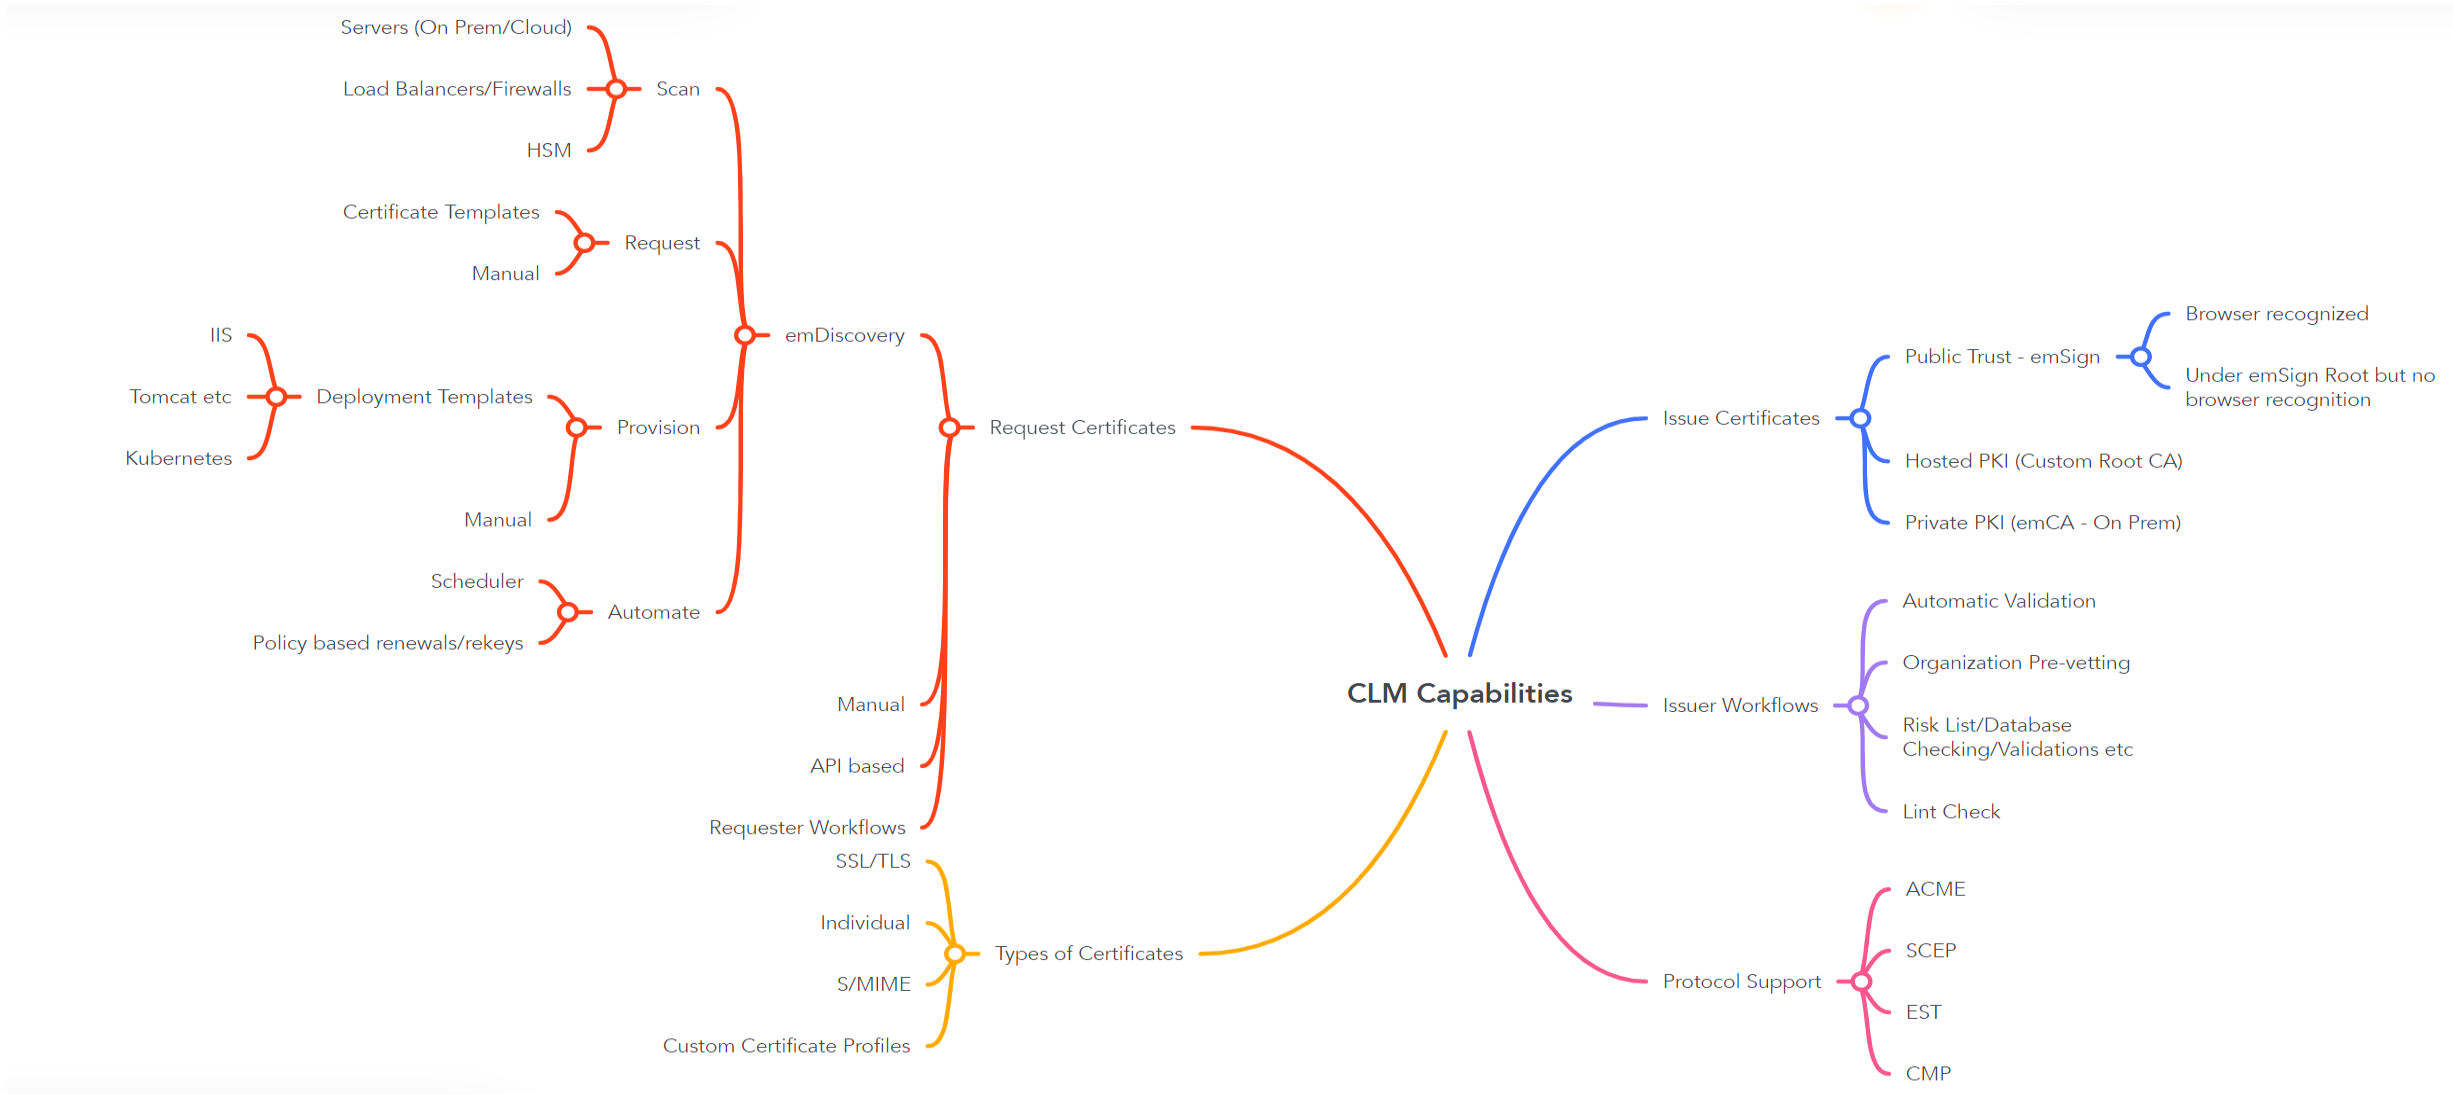 CLM Capabilities
Request Certificates
emDiscovery
Scan
Servers (On Prem/Cloud)
Load Balancers/Firewalls
HSM
Request
Certificate Templates
Manual
Provision
Deployment Templates
IIS
Tomcat etc
Kubernetes
Manual
Automate
Scheduler
Policy based renewals/rekeys
Manual
API based
Requester Workflows
Types of Certificates
SSL/TLS
Individual
S/MIME
Custom Certificate Profiles
Issue Certificates
Public Trust - emSign
Browser recognized
Under emSign Root but no
browser recognition
Hosted PKI (Custom Root CA)
Private PKI (emCA - On Prem)
Issuer Workflows
Automatic Validation
Organization Pre-vetting
Risk List/Database
Checking/Validations etc
Lint Check
Protocol Support
ACME
SCEP
EST
CMP